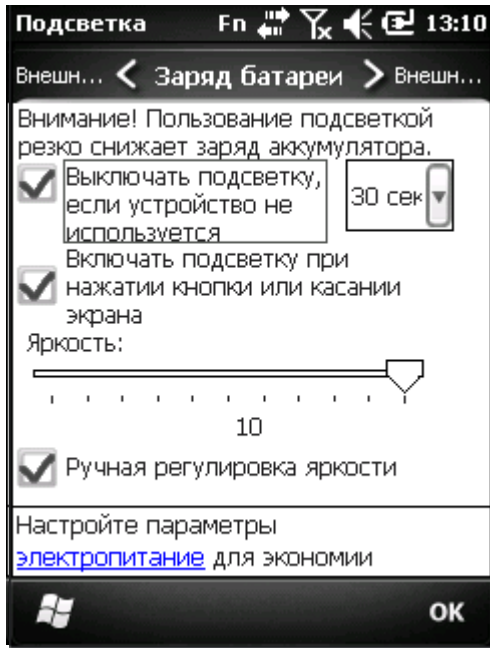 Подсветка Fn 13:10
Внешн... Заряд батареи Внешн...
Внимание! Пользование подсветкой
резко снижает заряд аккумулятора.
Выключать подсветку,
если устройство не
используется
30 сек
Включать подсветку при
нажатии кнопки или касании
экрана
Яркость:
10
Ручная регулировка яркости
Настройте параметры
электропитание для экономии
OK